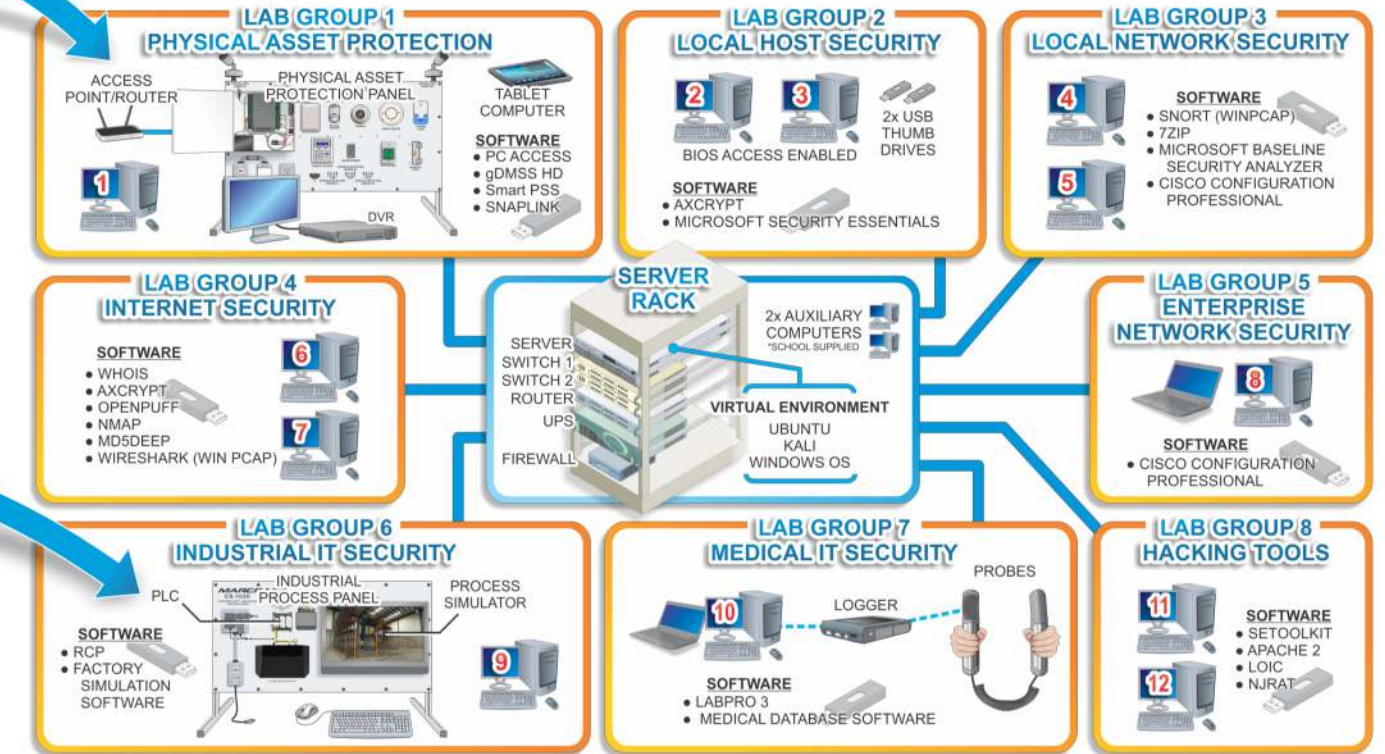 LAB GROUP 1
PHYSICAL ASSET PROTECTION
ACCESS
POINT/ROUTER
PHYSICAL ASSET
PROTECTION PANEL
TABLET
COMPUTER
SOFTWARE
• PC ACCESS
• gDMSS HD
• Smart PSS
• SNAPLINK
1
DVR
LAB GROUP 2
LOCAL HOST SECURITY
2
3
BIOS ACCESS ENABLED
2x USB
THUMB
DRIVES
SOFTWARE
• AXCRYPT
• MICROSOFT SECURITY ESSENTIALS
LAB GROUP 3
LOCAL NETWORK SECURITY
4
5
SOFTWARE
• SNORT (WINPCAP)
• 7ZIP
• MICROSOFT BASELINE
SECURITY ANALYZER
• CISCO CONFIGURATION
PROFESSIONAL
LAB GROUP 4
INTERNET SECURITY
SOFTWARE
• WHOIS
• AXCRYPT
• OPENPUFF
• NMAP
• MD5DEEP
• WIRESHARK (WIN PCAP)
6
7
SERVER
RACK
SERVER
SWITCH 1
SWITCH 2
ROUTER
UPS
FIREWALL
2x AUXILIARY
COMPUTERS
*SCHOOL SUPPLIED
VIRTUAL ENVIRONMENT
UBUNTU
KALI
WINDOWS OS
LAB GROUP 5
ENTERPRISE
NETWORK SECURITY
8
SOFTWARE
• CISCO CONFIGURATION
PROFESSIONAL
LAB GROUP 6
INDUSTRIAL IT SECURITY
PLC
INDUSTRIAL
PROCESS PANEL
PROCESS
SIMULATOR
SOFTWARE
• RCP
• FACTORY
SIMULATION
SOFTWARE
9
LAB GROUP 7
MEDICAL IT SECURITY
10
LOGGER
PROBES
SOFTWARE
• LABPRO 3
• MEDICAL DATABASE SOFTWARE
LAB GROUP 8
HACKING TOOLS
11
12
SOFTWARE
• SETOOLKIT
• APACHE 2
• LOIC
• NJRAT